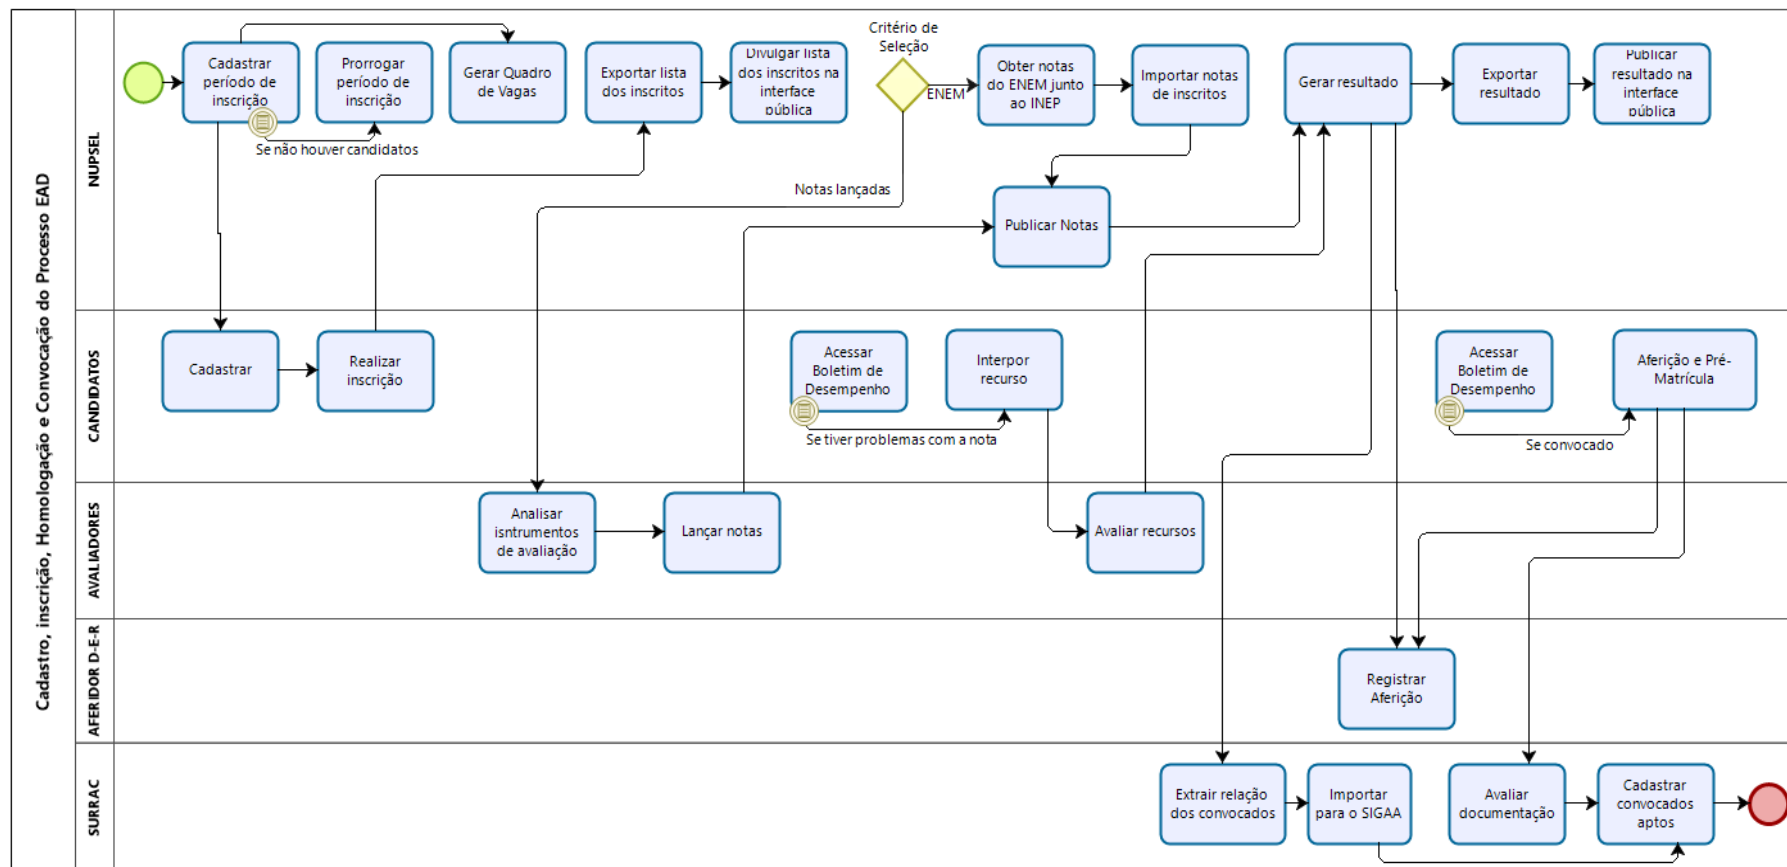 Cadastro, inscrição, Homologação e Convocação do Processo EAD
NUPSEL
Cadastrar
período de
inscrição
Prorrogar
período de
inscrição
Gerar Quadro
de Vagas
Exportar lista
dos inscritos
Divulgar lista
dos inscritos na
interface
pública
Critério de
Seleção
ENEM
Obter notas
do ENEM junto
ao INEP
Importar notas
de inscritos
Gerar resultado
Exportar
resultado
Publicar
resultado na
interface
pública
Se não houver candidatos
Notas lançadas
Publicar Notas
CANDIDATOS
Cadastrar
Realizar
inscrição
Acessar
Boletim de
Desempenho
Interpor
recurso
Se tiver problemas com a nota
Acessar
Boletim de
Desempenho
Aferição e Pré-
Matrícula
Se convocado
AVALIADORES
Analisar
isntrumentos
de avaliação
Lançar notas
Avaliar recursos
AFERIDOR D-E-R
Registrar
Aferição
SURRAC
Extrair relação
dos convocados
Importar
para o SIGAA
Avaliar
documentação
Cadastrar
convocados
aptos